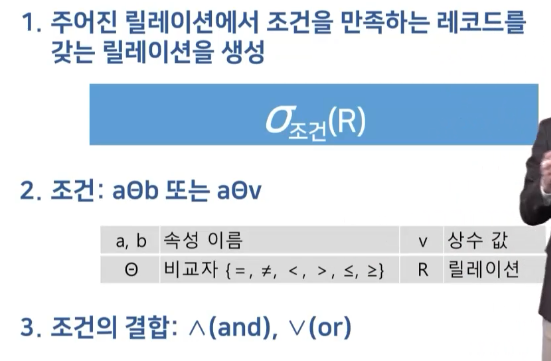 1. 주어진 릴레이션에서 조건을 만족하는 레코드를
갖는 릴레이션을 생성
σ조건(R)
2. 조건: aΘb 또는 aΘv
a, b 속성 이름 v 상수 값
Θ 비교자 {=, ≠, <, >, ≤, ≥} R 릴레이션
3. 조건의 결합: ∧(and), ∨(or)